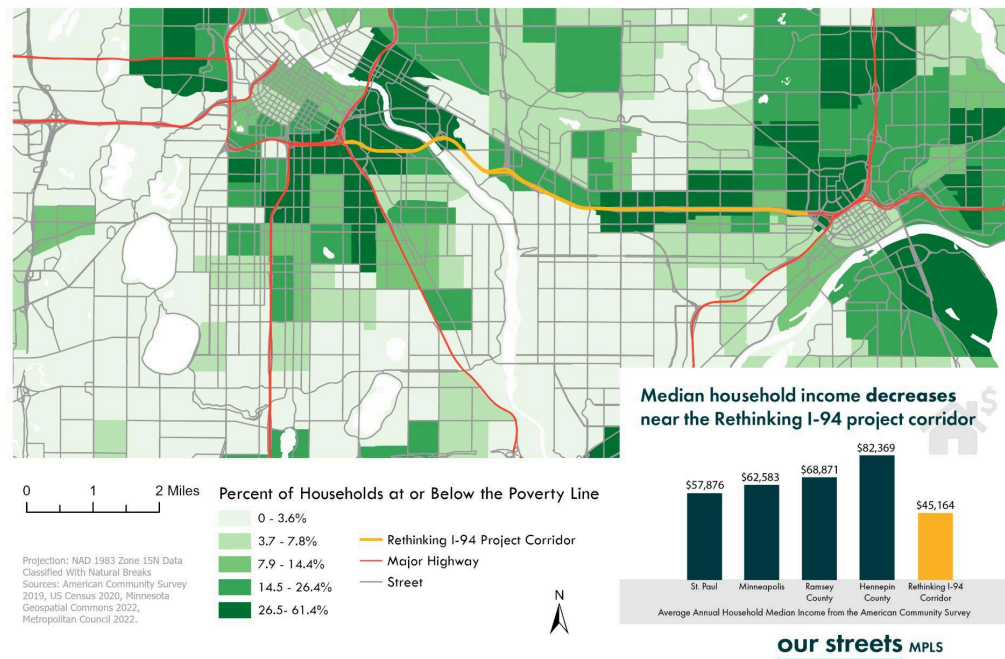 Median household income decreases
near the Rethinking I-94 project corridor
$57,876
$62,583
$68,871
$82,369
$45,164
St. Paul
Minneapolis
Ramsey
County
Hennepin
County
Rethinking I-94
Corridor
Average Annual Household Median Income from the American Community Survey
our streets MPLS
0 1 2 Miles
Percent of Households at or Below the Poverty Line
0 - 3.6%
3.7 - 7.8%
7.9 - 14.4%
14.5 - 26.4%
26.5- 61.4%
Rethinking I-94 Project Corridor
Major Highway
Street
N
Projection: NAD 1983 Zone 15N Data
Classified With Natural Breaks
Sources: American Community Survey
2019, US Census 2020, Minnesota
Geospatial Commons 2022,
Metropolitan Council 2022.
$